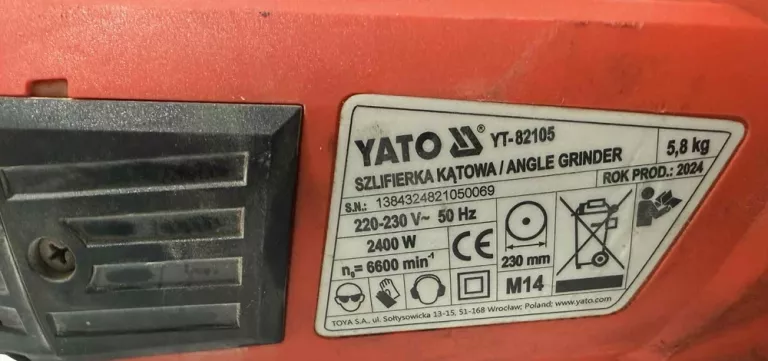 YATO ® YT-82105 5,8 kg
SZLIFIERKA KĄTOWA / ANGLE GRINDER
ROK PROD.: 2024
S.N.: 1384324821050069
220-230 V~ 50 Hz
2400 W
n₀= 6600 min⁻¹
CE
230 mm
M14
TOYA S.A., ul. Sołtysowicka 13-15, 51-168 Wrocław; Poland; www.yato.com